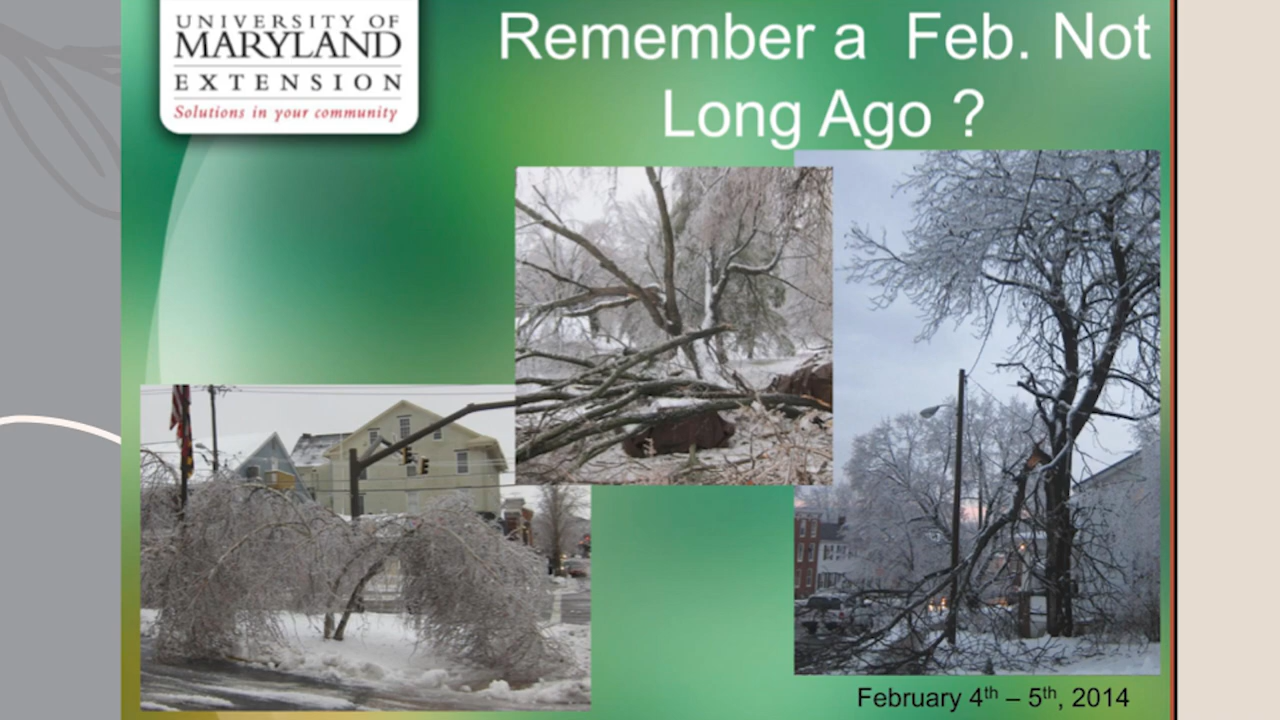 UNIVERSITY OF
MARYLAND
EXTENSION
Solutions in your community
Remember a Feb. Not
Long Ago ?
February 4th – 5th, 2014